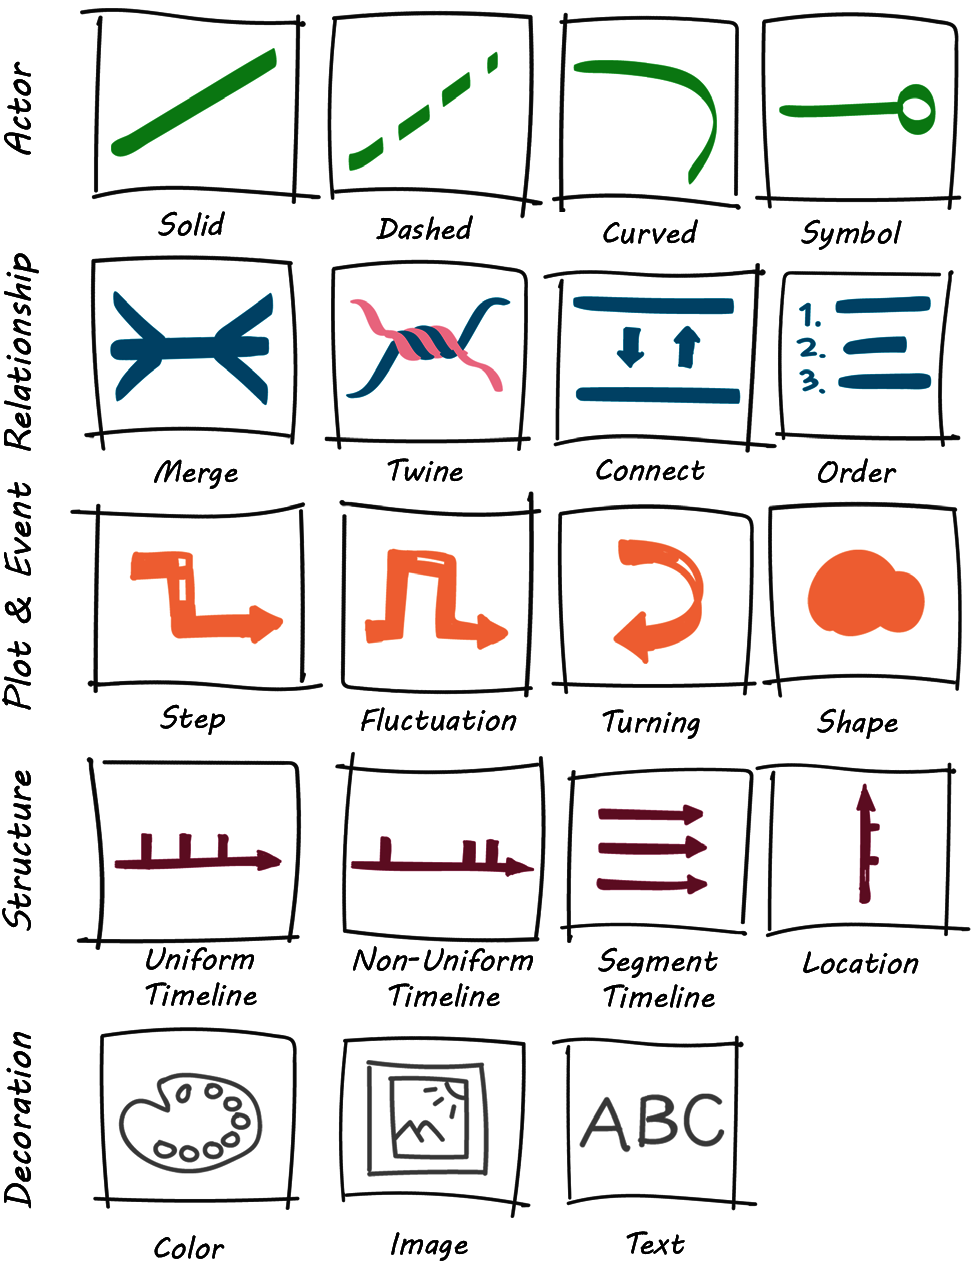 Actor
Solid
Dashed
Curved
Symbol
Relationship
1.
2.
3.
Merge
Twine
Connect
Order
Plot & Event
Step
Fluctuation
Turning
Shape
Structure
Uniform
Timeline
Non-Uniform
Timeline
Segment
Timeline
Location
Decoration
ABC
Color
Image
Text